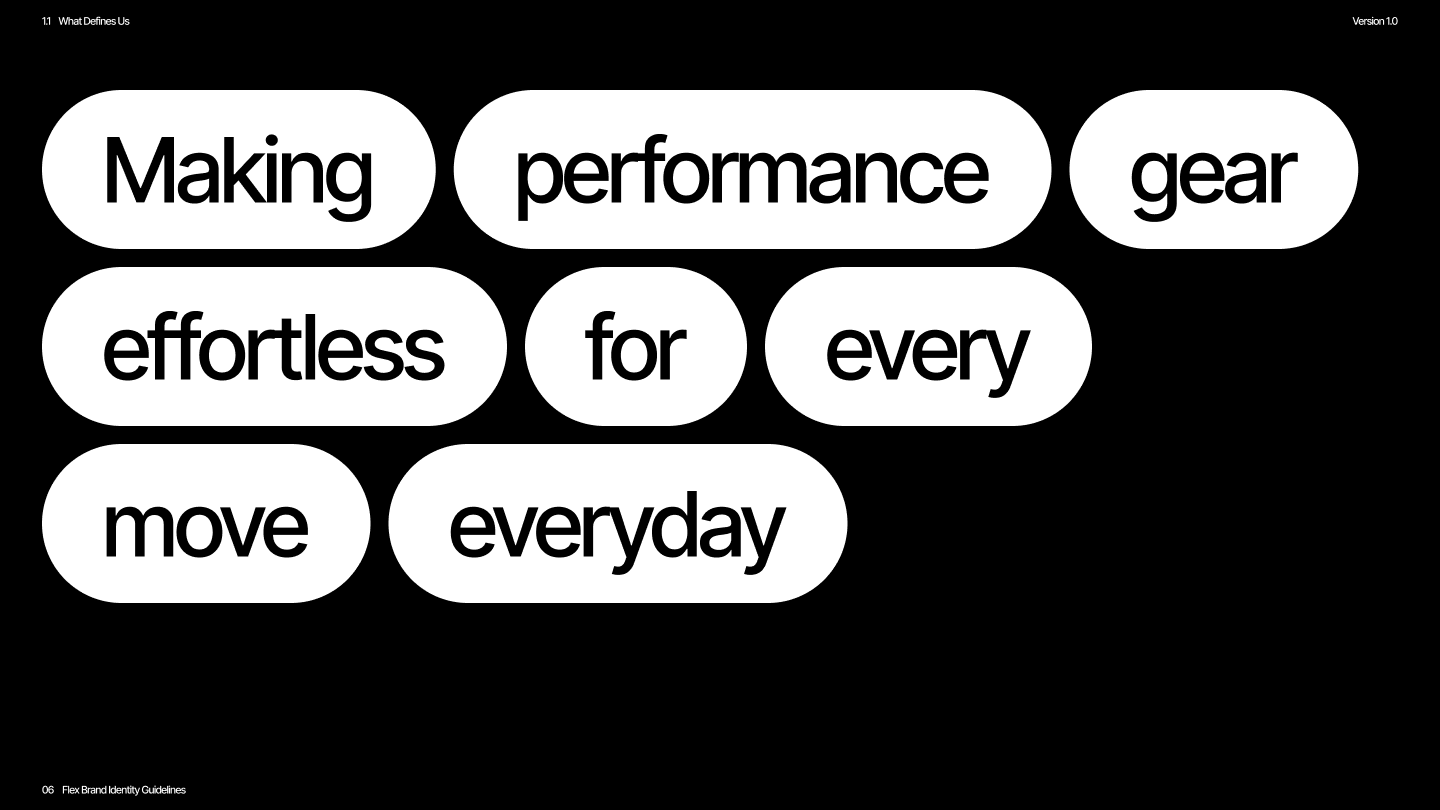 1.1 What Defines Us
Version 1.0
Making performance gear
effortless for every
move everyday
06 Flex Brand Identity Guidelines